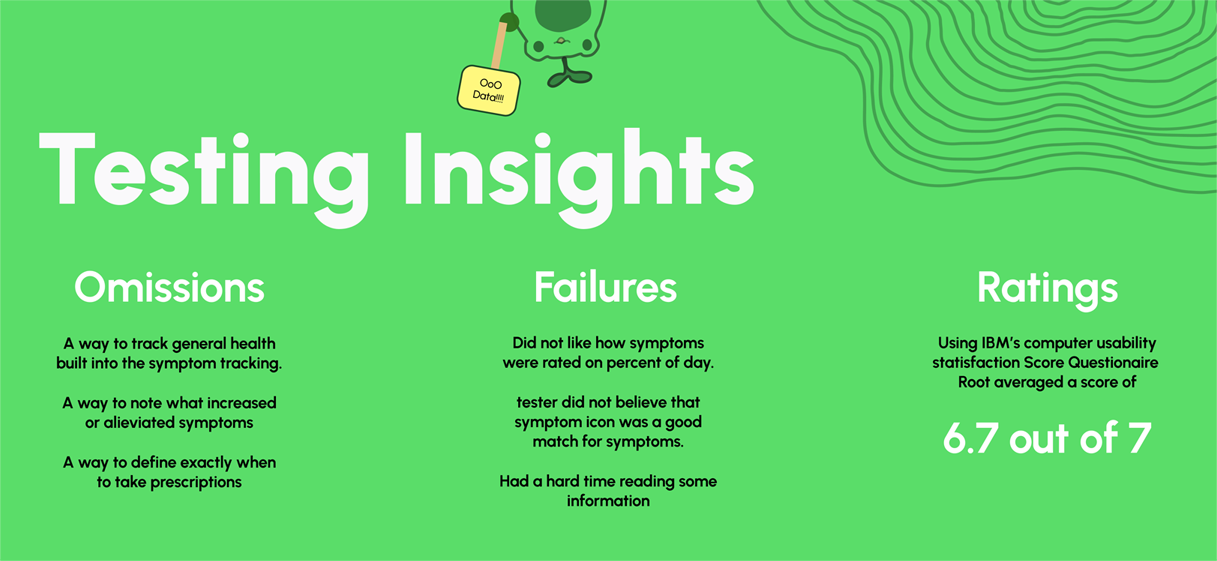 OoO
Data!!!!
Testing Insights
Omissions
A way to track general health
built into the symptom tracking.
A way to note what increased
or alieviated symptoms
A way to define exactly when
to take prescriptions
Failures
Did not like how symptoms
were rated on percent of day.
tester did not believe that
symptom icon was a good
match for symptoms.
Had a hard time reading some
information
Ratings
Using IBM's computer usability
statisfaction Score Questionaire
Root averaged a score of
6.7 out of 7